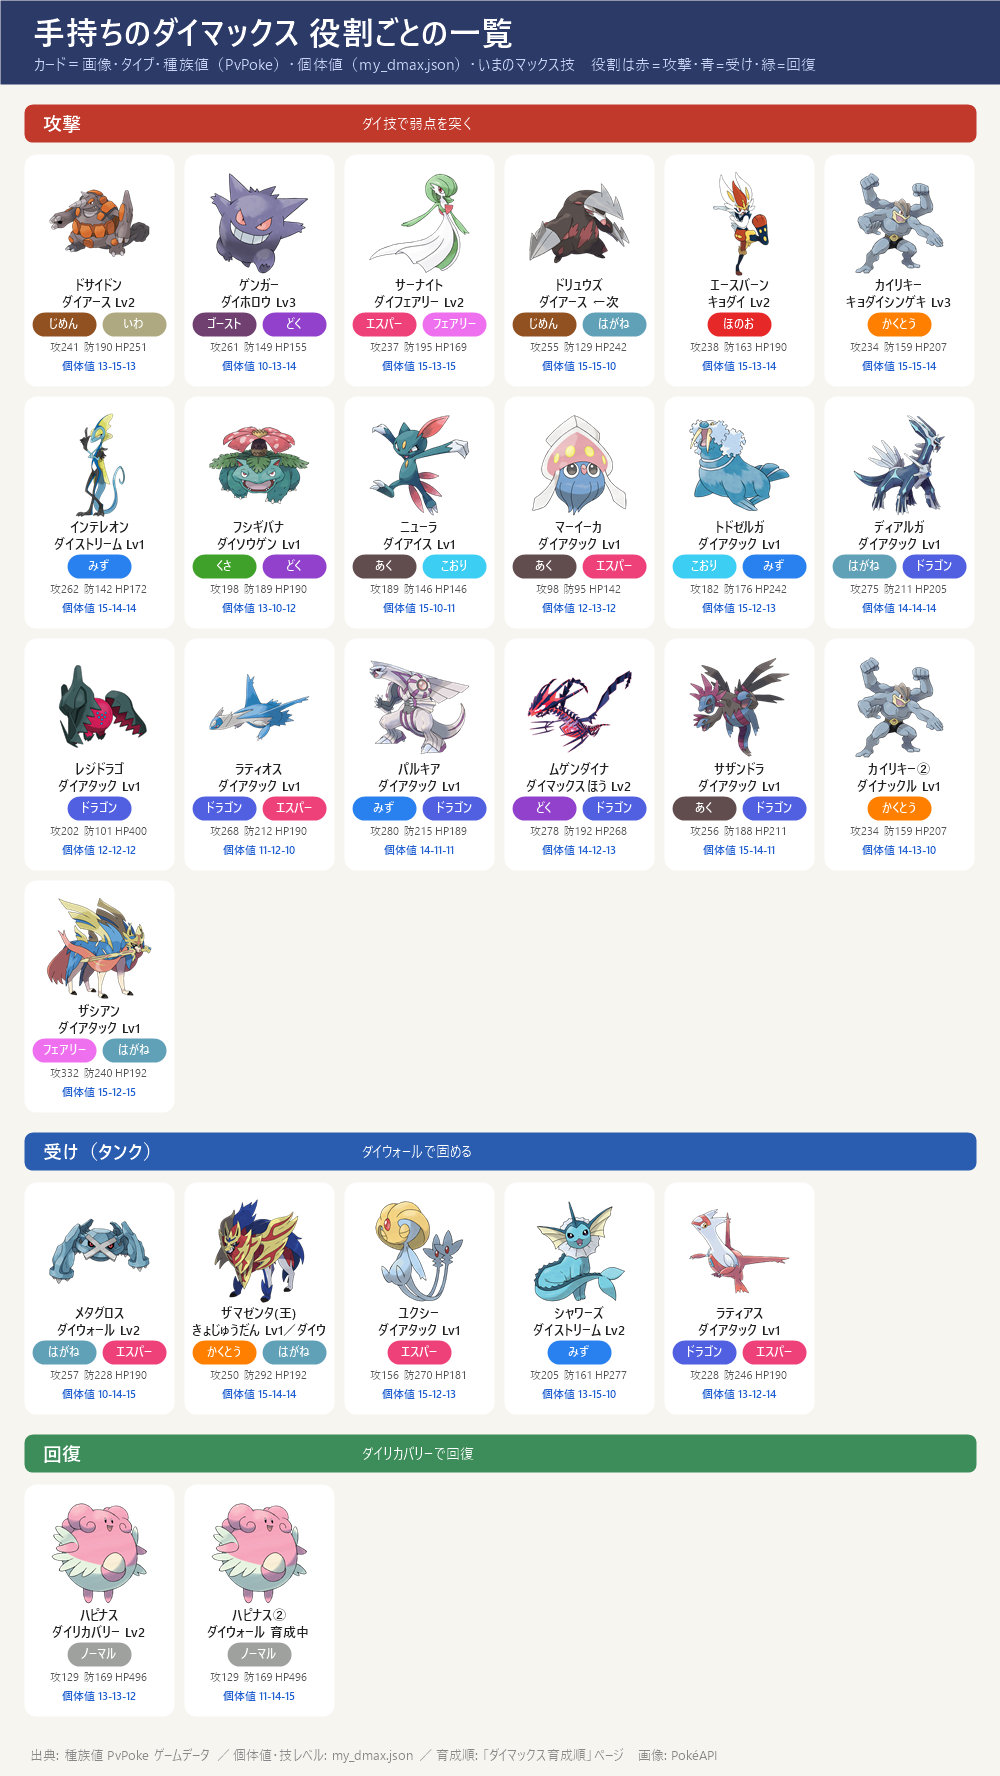 手持ちのダイマックス 役割ごとの一覧
カード＝画像・タイプ・種族値（PvPoke）・個体値（my_dmax.json）・いまのマックス技　役割は赤=攻撃・青=受け・緑=回復
攻撃　ダイ技で弱点を突く
ドサイドン
ダイアース Lv2
じめん いわ
攻241 防190 HP251
個体値 13-15-13
ゲンガー
ダイホロウ Lv3
ゴースト どく
攻261 防149 HP155
個体値 10-13-14
サーナイト
ダイフェアリー Lv2
エスパー フェアリー
攻237 防195 HP169
個体値 15-13-15
ドリュウズ
ダイアース 一次
じめん はがね
攻255 防129 HP242
個体値 15-15-10
エースバーン
キョダイ Lv2
ほのお
攻238 防163 HP190
個体値 15-13-14
カイリキー
キョダイシンゲキ Lv3
かくとう
攻234 防159 HP207
個体値 15-15-14
インテレオン
ダイストリーム Lv1
みず
攻262 防142 HP172
個体値 15-14-14
フシギバナ
ダイソウゲン Lv1
くさ どく
攻198 防189 HP190
個体値 13-10-12
ニューラ
ダイアイス Lv1
あく こおり
攻189 防146 HP146
個体値 15-10-11
マーイーカ
ダイアタック Lv1
あく エスパー
攻98 防95 HP142
個体値 12-13-12
トドゼルガ
ダイアタック Lv1
こおり みず
攻182 防176 HP242
個体値 15-12-13
ディアルガ
ダイアタック Lv1
はがね ドラゴン
攻275 防211 HP205
個体値 14-14-14
レジドラゴ
ダイアタック Lv1
ドラゴン
攻202 防101 HP400
個体値 12-12-12
ラティオス
ダイアタック Lv1
ドラゴン エスパー
攻268 防212 HP190
個体値 11-12-10
パルキア
ダイアタック Lv1
みず ドラゴン
攻280 防215 HP189
個体値 14-11-11
ムゲンダイナ
ダイマックスほう Lv2
どく ドラゴン
攻278 防192 HP268
個体値 14-12-13
サザンドラ
ダイアタック Lv1
あく ドラゴン
攻256 防188 HP211
個体値 15-14-11
カイリキー②
ダイナックル Lv1
かくとう
攻234 防159 HP207
個体値 14-13-10
ザシアン
ダイアタック Lv1
フェアリー はがね
攻332 防240 HP192
個体値 15-12-15
受け（タンク）　ダイウォールで固める
メタグロス
ダイウォール Lv2
はがね エスパー
攻257 防228 HP190
個体値 10-14-15
ザマゼンタ(王)
きょじゅうだん Lv1／ダイウ
かくとう はがね
攻250 防292 HP192
個体値 15-14-14
ユクシー
ダイアタック Lv1
エスパー
攻156 防270 HP181
個体値 15-12-13
シャワーズ
ダイストリーム Lv2
みず
攻205 防161 HP277
個体値 13-15-10
ラティアス
ダイアタック Lv1
ドラゴン エスパー
攻228 防246 HP190
個体値 13-12-14
回復　ダイリカバリーで回復
ハピナス
ダイリカバリー Lv2
ノーマル
攻129 防169 HP496
個体値 13-13-12
ハピナス②
ダイウォール 育成中
ノーマル
攻129 防169 HP496
個体値 11-14-15
出典: 種族値 PvPoke ゲームデータ ／ 個体値・技レベル: my_dmax.json ／ 育成順: 「ダイマックス育成順」ページ　画像: PokéAPI